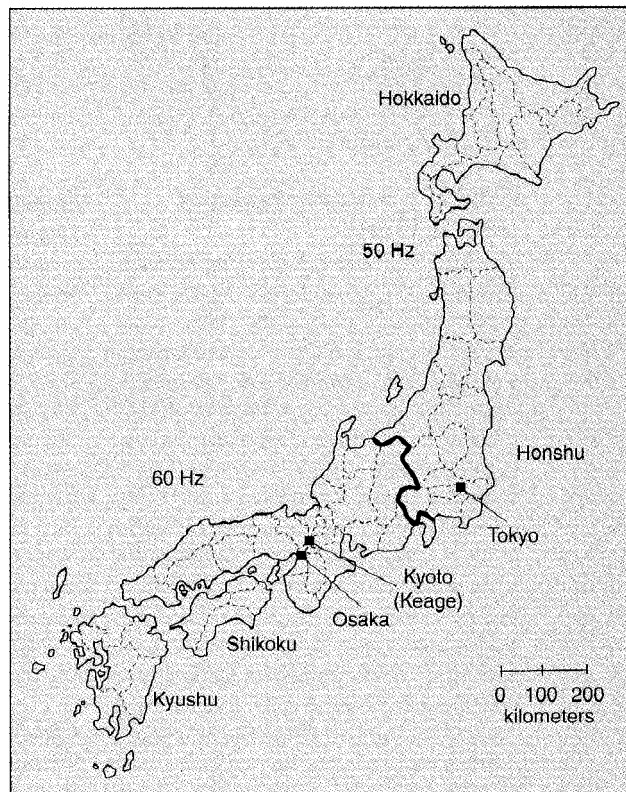 Hokkaido
50 Hz
Honshu
60 Hz
Tokyo
Kyoto
(Keage)
Osaka
Shikoku
Kyushu
0 100 200
kilometers